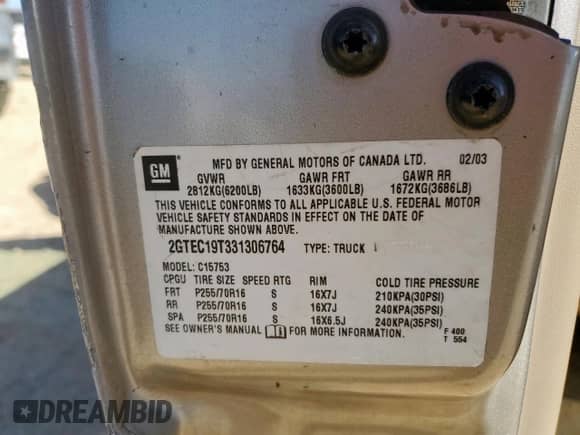 GM
MFD BY GENERAL MOTORS OF CANADA LTD. 02/03
GVWR GAWR FRT GAWR RR
2812KG(6200LB) 1633KG(3600LB) 1672KG(3686LB)
THIS VEHICLE CONFORMS TO ALL APPLICABLE U.S. FEDERAL MOTOR
VEHICLE SAFETY STANDARDS IN EFFECT ON THE DATE OF
MANUFACTURE SHOWN ABOVE.
2GTEC19T331306764 TYPE: TRUCK
MODEL: C15753
CPGU TIRE SIZE SPEED RTG RIM COLD TIRE PRESSURE
FRT P255/70R16 S 16X7J 210KPA(30PSI)
RR P255/70R16 S 16X7J 240KPA(35PSI)
SPA P255/70R16 S 16X6.5J 240KPA(35PSI)
SEE OWNER'S MANUAL FOR MORE INFORMATION. F 400
T 554
DREAMBID